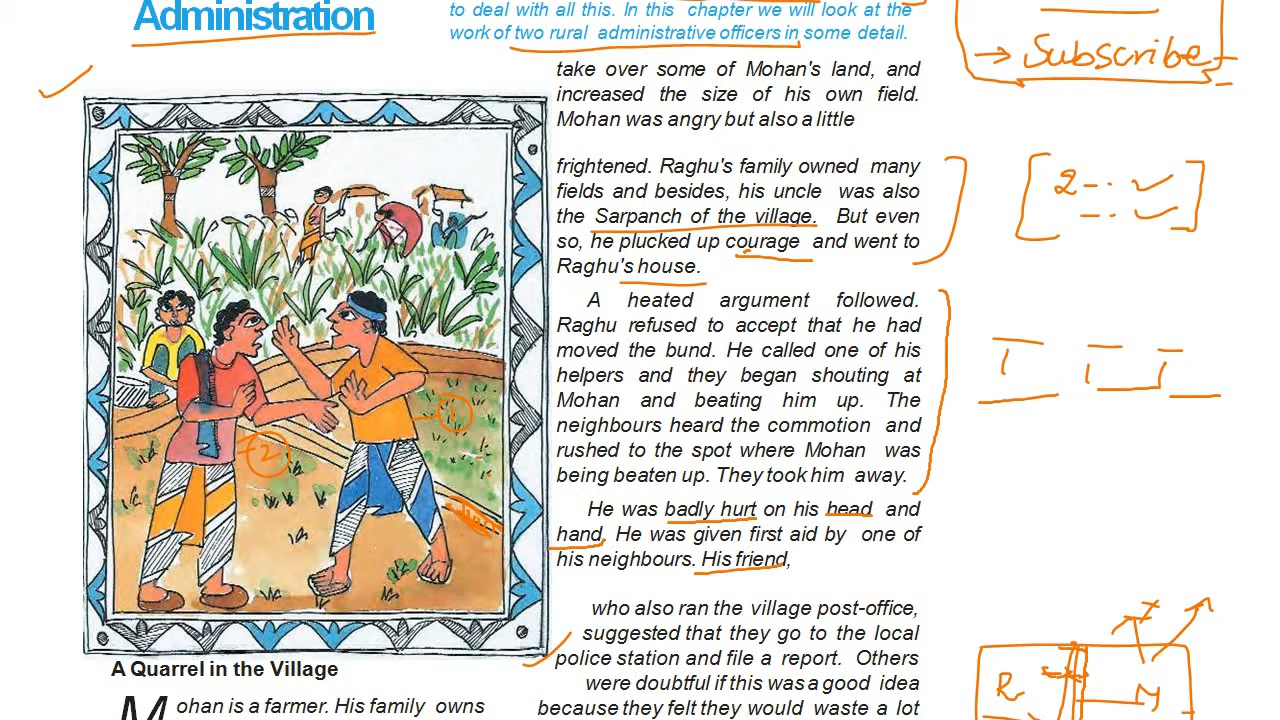 Administration
to deal with all this. In this chapter we will look at the
work of two rural administrative officers in some detail.
→ Subscribe
take over some of Mohan's land, and
increased the size of his own field.
Mohan was angry but also a little
frightened. Raghu's family owned many
fields and besides, his uncle was also
the Sarpanch of the village. But even
so, he plucked up courage and went to
Raghu's house.
A heated argument followed.
Raghu refused to accept that he had
moved the bund. He called one of his
helpers and they began shouting at
Mohan and beating him up. The
neighbours heard the commotion and
rushed to the spot where Mohan was
being beaten up. They took him away.
He was badly hurt on his head and
hand. He was given first aid by one of
his neighbours. His friend,
who also ran the village post-office,
suggested that they go to the local
police station and file a report. Others
were doubtful if this was a good idea
because they felt they would waste a lot
2
1
2
R
M
A Quarrel in the Village
Mohan is a farmer. His family owns